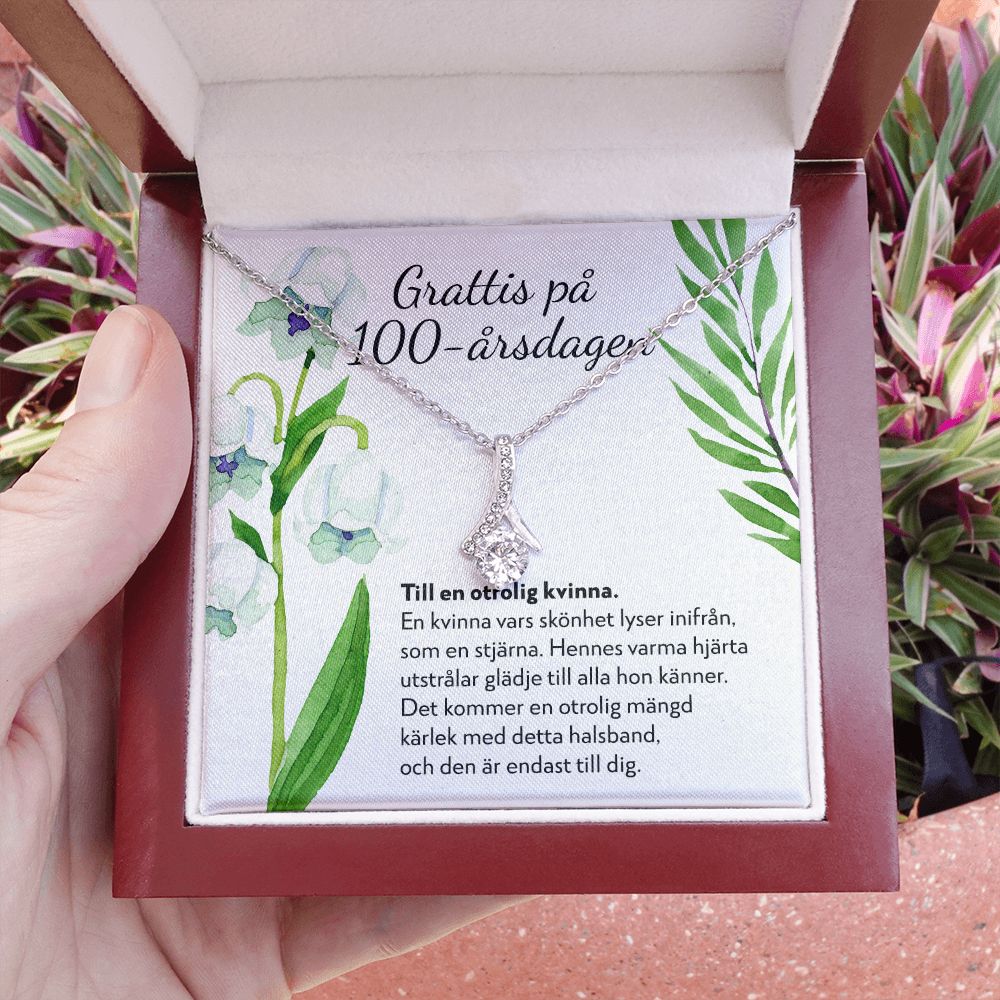 Grattis på
100-årsdagen
Till en otrolig kvinna.
En kvinna vars skönhet lyser inifrån,
som en stjärna. Hennes varma hjärta
utstrålar glädje till alla hon känner.
Det kommer en otrolig mängd
kärlek med detta halsband,
och den är endast till dig.